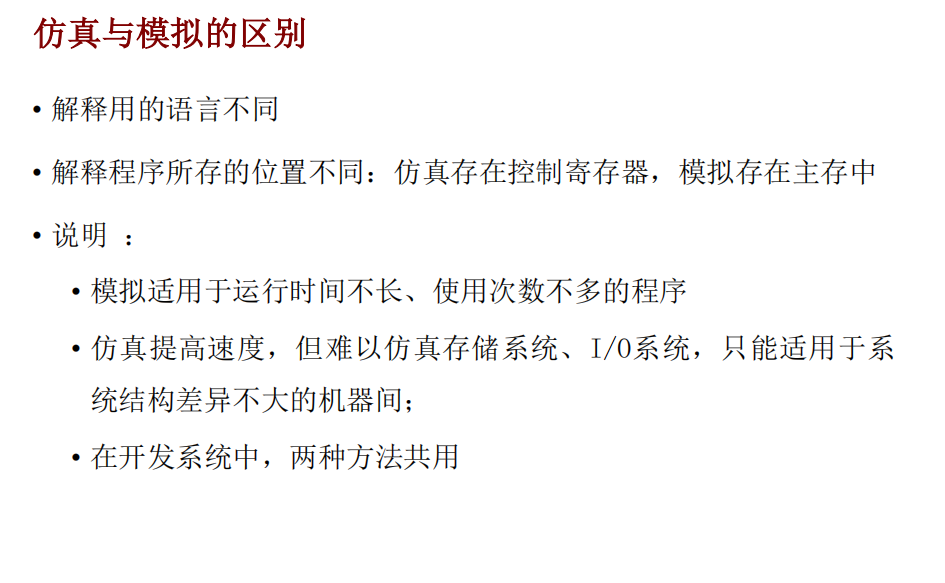 仿真与模拟的区别
• 解释用的语言不同
• 解释程序所存的位置不同：仿真存在控制寄存器，模拟存在主存中
• 说明 ：
• 模拟适用于运行时间不长、使用次数不多的程序
• 仿真提高速度，但难以仿真存储系统、I/O系统，只能适用于系
统结构差异不大的机器间；
• 在开发系统中，两种方法共用